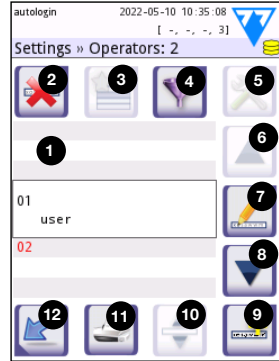 autologin 2022-05-10 10:35:08
[ -, -, -, 3]
Settings » Operators: 2
2 3 4 5
1
6
01
user
7
02
8
12 11 10 9